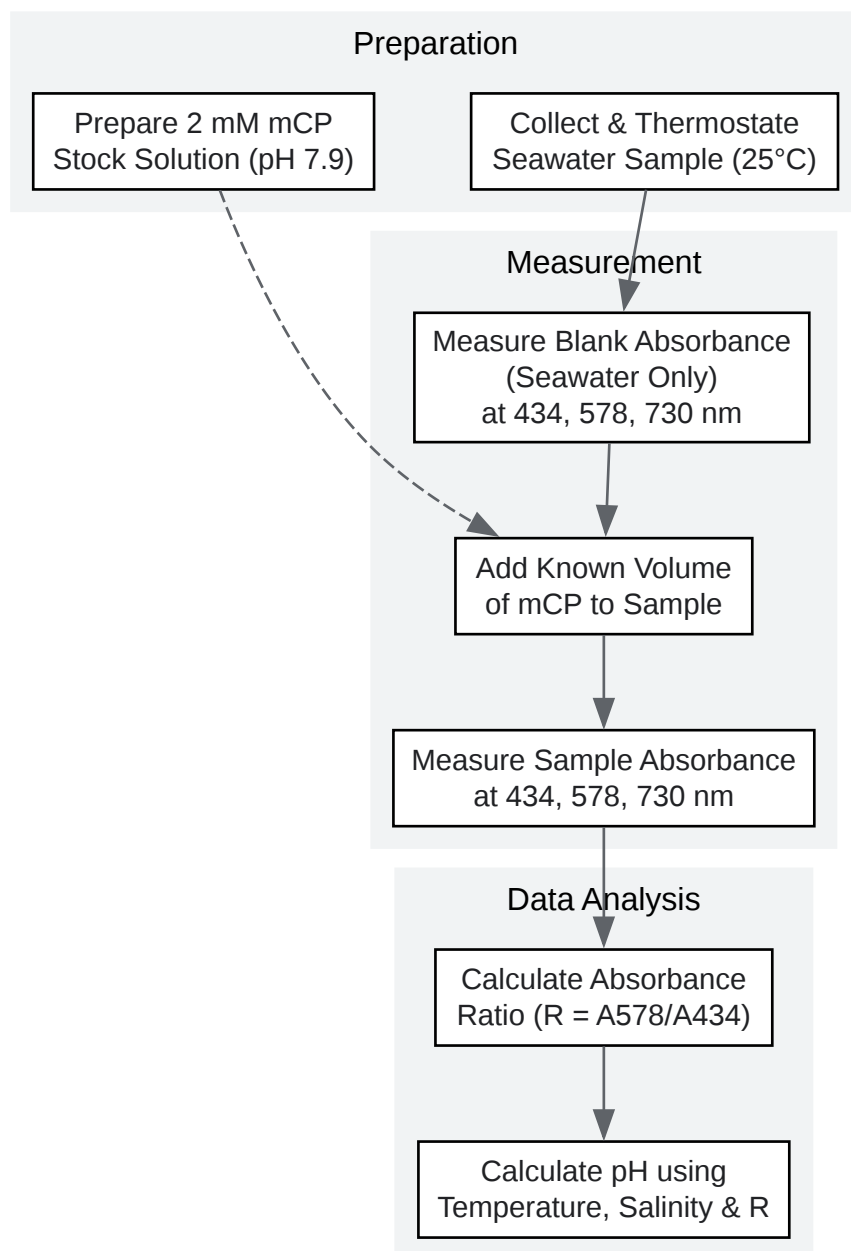 Preparation
Prepare 2 mM mCP
Stock Solution (pH 7.9)
Collect & Thermostate
Seawater Sample (25°C)
Measurement
Measure Blank Absorbance
(Seawater Only)
at 434, 578, 730 nm
Add Known Volume
of mCP to Sample
Measure Sample Absorbance
at 434, 578, 730 nm
Data Analysis
Calculate Absorbance
Ratio (R = A578/A434)
Calculate pH using
Temperature, Salinity & R